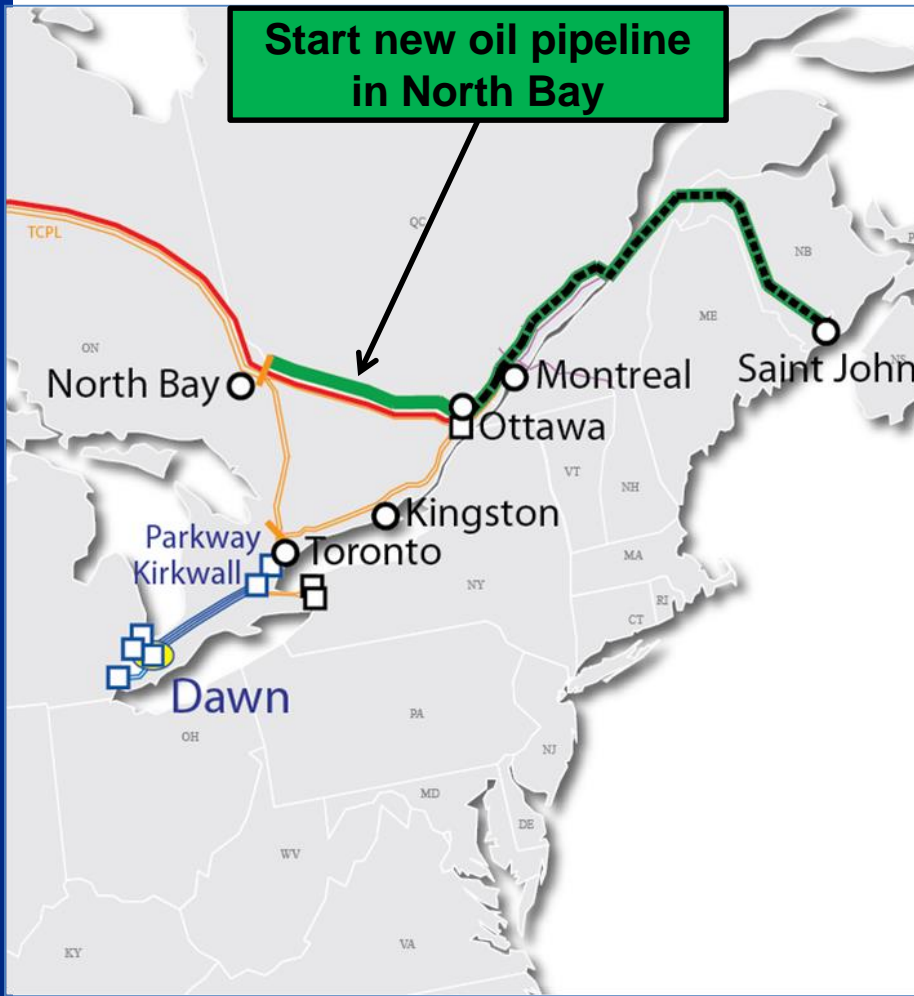 Start new oil pipeline
in North Bay
TCPL
QC
NB
ON
ME
North Bay
Montreal
Saint John
Ottawa
VT
NH
Kingston
Parkway
Toronto
Kirkwall
NY
MA
RI
CT
Dawn
PA
OH
NJ
MD
DE
WV
VA
KY